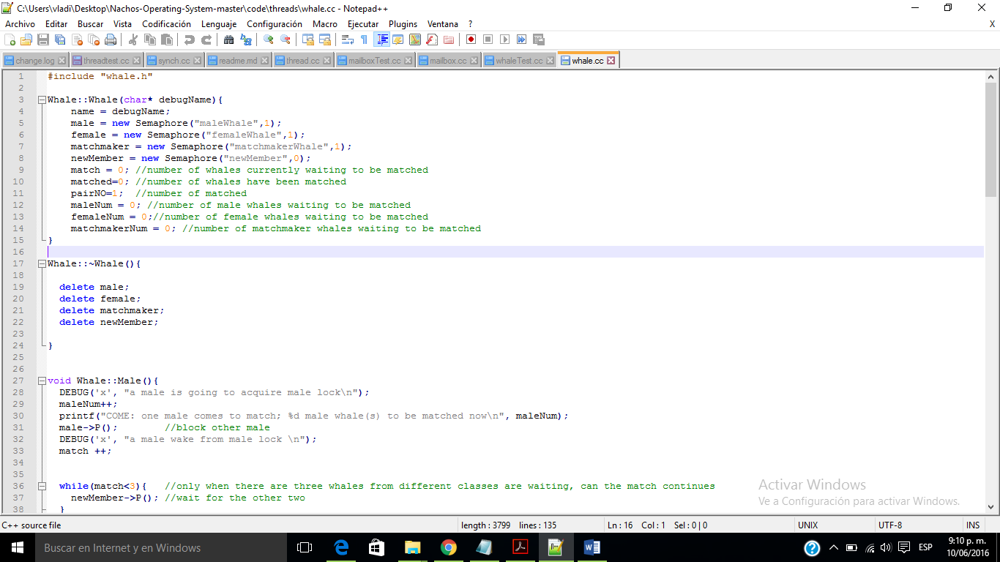 C:\Users\vladi\Desktop\Nachos-Operating-System-master\code\threads\whale.cc - Notepad++
Archivo Editar Buscar Vista Codificación Lenguaje Configuración Macro Ejecutar Plugins Ventana ? X
change.log threadtest.cc synch.cc readme.md thread.cc mailboxTest.cc mailbox.cc whaleTest.cc whale.cc
1 #include "whale.h"
2
3 Whale::Whale(char* debugName){
4 name = debugName;
5 male = new Semaphore("maleWhale",1);
6 female = new Semaphore("femaleWhale",1);
7 matchmaker = new Semaphore("matchmakerWhale",1);
8 newMember = new Semaphore("newMember",0);
9 match = 0; //number of whales currently waiting to be matched
10 matched=0; //number of whales have been matched
11 pairNO=1; //number of matched
12 maleNum = 0; //number of male whales waiting to be matched
13 femaleNum = 0;//number of female whales waiting to be matched
14 matchmakerNum = 0; //number of matchmaker whales waiting to be matched
15 }
16
17 Whale::~Whale(){
18
19 delete male;
20 delete female;
21 delete matchmaker;
22 delete newMember;
23
24 }
25
26
27 void Whale::Male(){
28 DEBUG('x', "a male is going to acquire male lock\n");
29 maleNum++;
30 printf("COME: one male comes to match; %d male whale(s) to be matched now\n", maleNum);
31 male->P(); //block other male
32 DEBUG('x', "a male wake from male lock \n");
33 match ++;
34
35
36 while(match<3){ //only when there are three whales from different classes are waiting, can the match continues
37 newMember->P(); //wait for the other two
38 }
Activar Windows
Ve a Configuración para activar Windows.
C++ source file length : 3799 lines : 135 Ln : 16 Col : 1 Sel : 0 | 0 UNIX UTF-8 INS
Buscar en Internet y en Windows
ESP
9:10 p. m.
10/06/2016